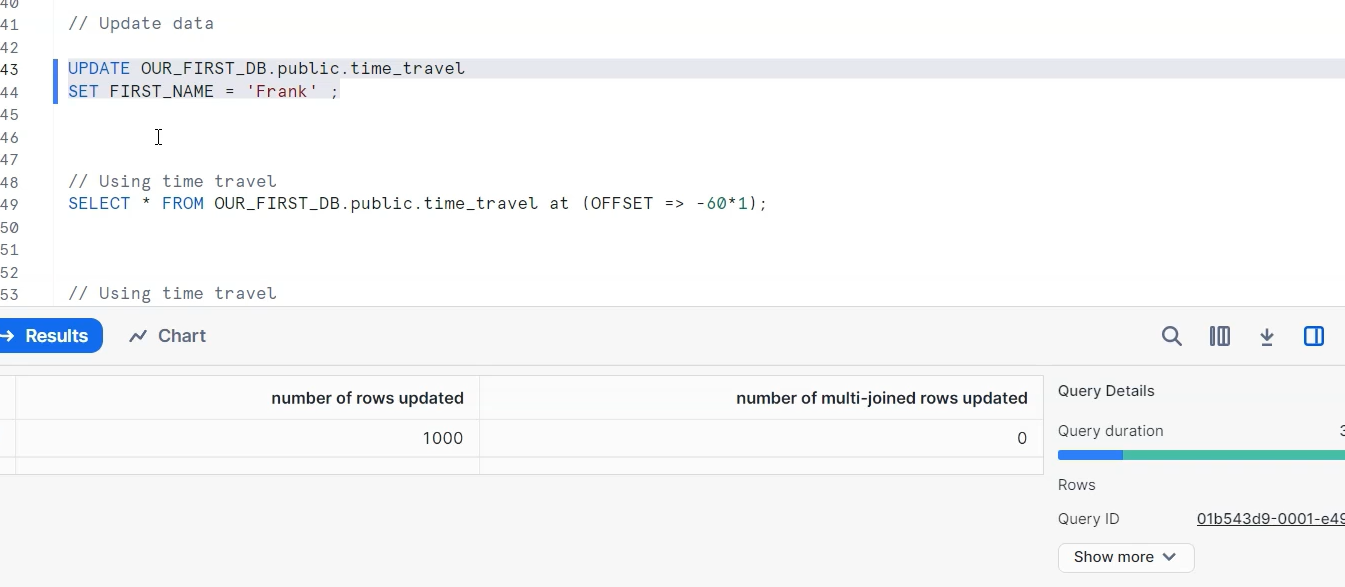 40
41 // Update data
42
43 UPDATE OUR_FIRST_DB.public.time_travel
44 SET FIRST_NAME = 'Frank' ;
45
46
47
48 // Using time travel
49 SELECT * FROM OUR_FIRST_DB.public.time_travel at (OFFSET => -60*1);
50
51
52
53 // Using time travel
Results Chart
number of rows updated number of multi-joined rows updated
1000 0
Query Details
Query duration 3
Rows
Query ID 01b543d9-0001-e49
Show more